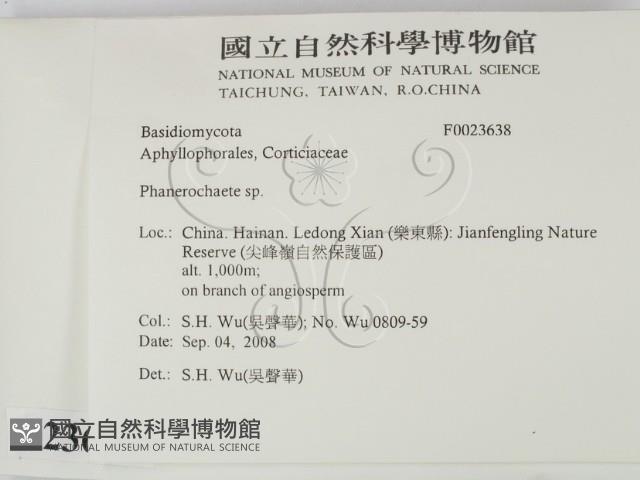 國立自然科學博物館
NATIONAL MUSEUM OF NATURAL SCIENCE
TAICHUNG, TAIWAN, R.O.CHINA
Basidiomycota F0023638
Aphyllophorales, Corticiaceae
Phanerochaete sp.
Loc.: China. Hainan. Ledong Xian (樂東縣): Jianfengling Nature
Reserve (尖峰嶺自然保護區)
alt. 1,000m;
on branch of angiosperm
Col.: S.H. Wu(吳聲華); No. Wu 0809-59
Date: Sep. 04, 2008
Det.: S.H. Wu(吳聲華)
國立自然科學博物館
NATIONAL MUSEUM OF NATURAL SCIENCE